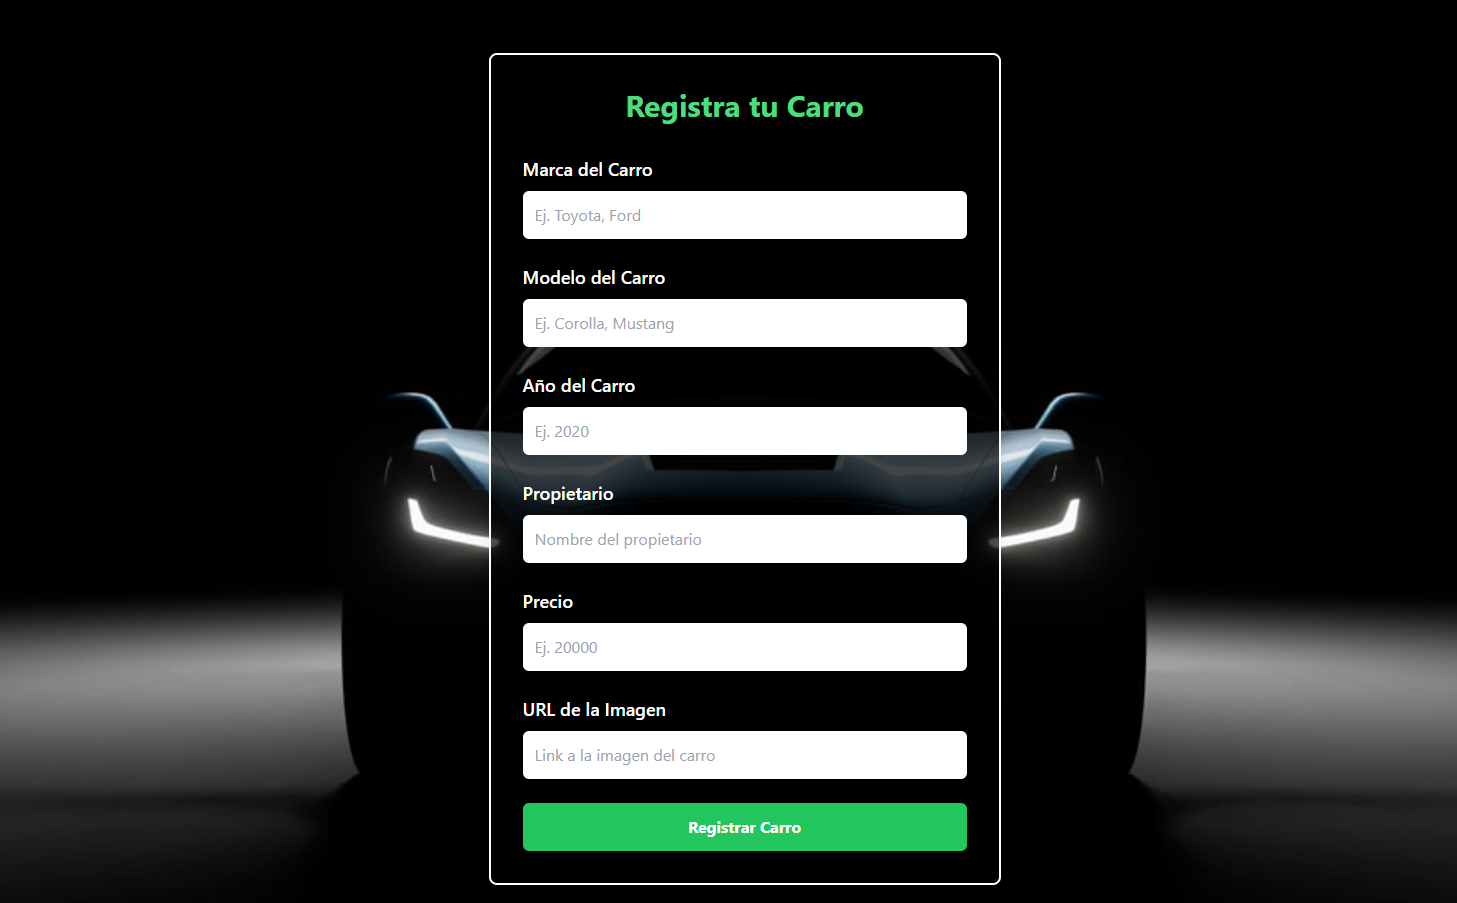 Registra tu Carro
Marca del Carro
Ej. Toyota, Ford
Modelo del Carro
Ej. Corolla, Mustang
Año del Carro
Ej. 2020
Propietario
Nombre del propietario
Precio
Ej. 20000
URL de la Imagen
Link a la imagen del carro
Registrar Carro